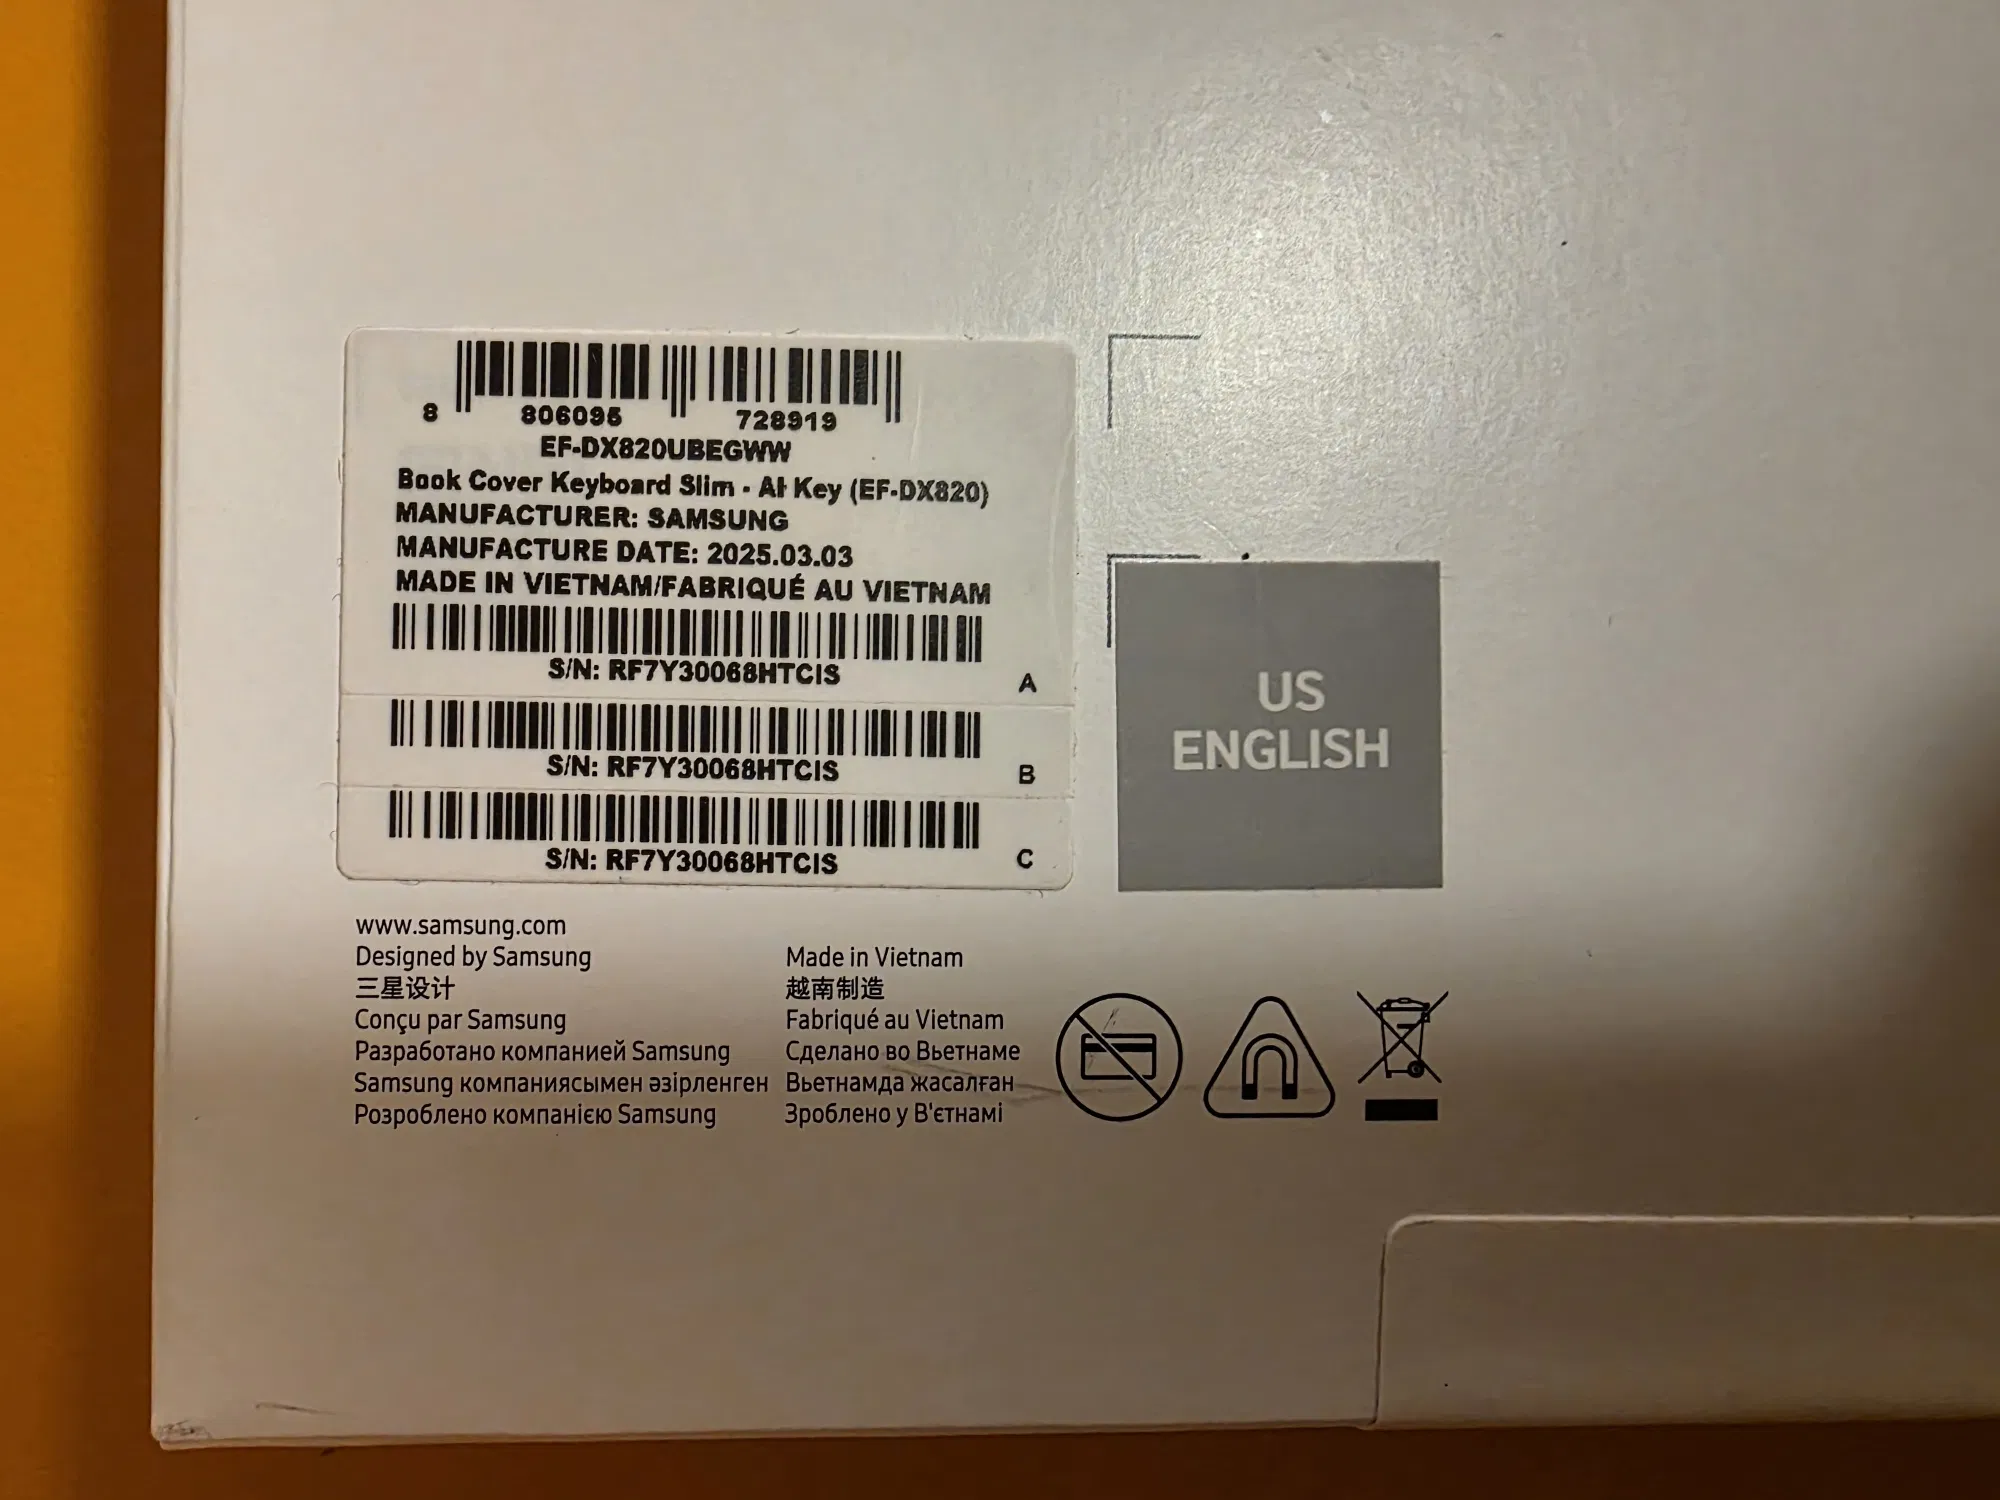 8 806095 728919
EF-DX820UBEGWW
Book Cover Keyboard Slim - AI Key (EF-DX820)
MANUFACTURER: SAMSUNG
MANUFACTURE DATE: 2025.03.03
MADE IN VIETNAM/FABRIQUÉ AU VIETNAM
S/N: RF7Y30068HTCIS
A
S/N: RF7Y30068HTCIS
B
S/N: RF7Y30068HTCIS
C
US
ENGLISH
www.samsung.com
Designed by Samsung
三星设计
Conçu par Samsung
Разработано компанией Samsung
Samsung компаниясымен әзірленген
Розроблено компанією Samsung
Made in Vietnam
越南制造
Fabriqué au Vietnam
Сделано во Вьетнаме
Вьетнамда жасалған
Зроблено у В'єтнамі